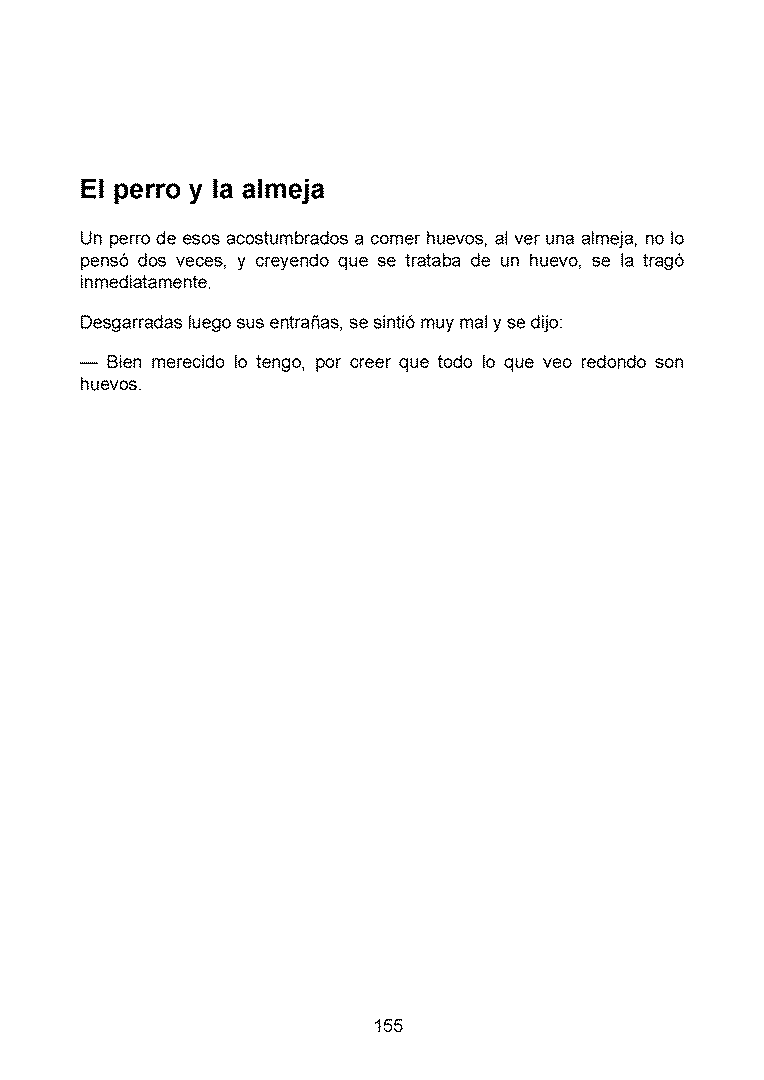 El perro y la almeja
Un perro de esos acostumbrados a comer huevos, al ver una almeja, no lo
pensó dos veces, y creyendo que se trataba de un huevo, se la tragó
inmediatamente.
Desgarradas luego sus entrañas, se sintió muy mal y se dijo:
— Bien merecido lo tengo, por creer que todo lo que veo redondo son
huevos.
155